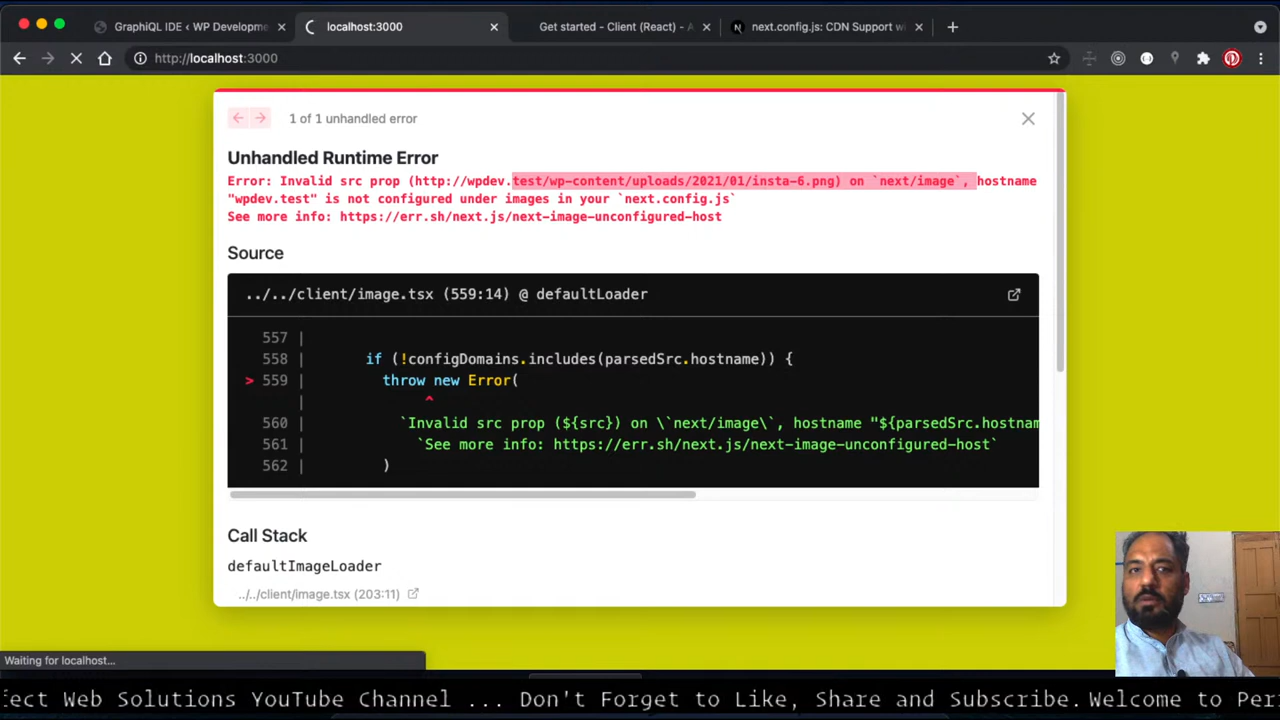 GraphiQL IDE ‹ WP Developme
localhost:3000
Get started - Client (React) - A
next.config.js: CDN Support w
http://localhost:3000
1 of 1 unhandled error
Unhandled Runtime Error
Error: Invalid src prop (http://wpdev.test/wp-content/uploads/2021/01/insta-6.png) on `next/image`, hostname
"wpdev.test" is not configured under images in your `next.config.js`
See more info: https://err.sh/next.js/next-image-unconfigured-host
Source
../../client/image.tsx (559:14) @ defaultLoader
557 |
558 | if (!configDomains.includes(parsedSrc.hostname)) {
> 559 | throw new Error(
| ^
560 | `Invalid src prop (${src}) on \`next/image\`, hostname "${parsedSrc.hostnam
561 | `See more info: https://err.sh/next.js/next-image-unconfigured-host`
562 | )
Call Stack
defaultImageLoader
../../client/image.tsx (203:11)
Waiting for localhost...
fect Web Solutions YouTube Channel ... Don't Forget to Like, Share and Subscribe. Welcome to Per